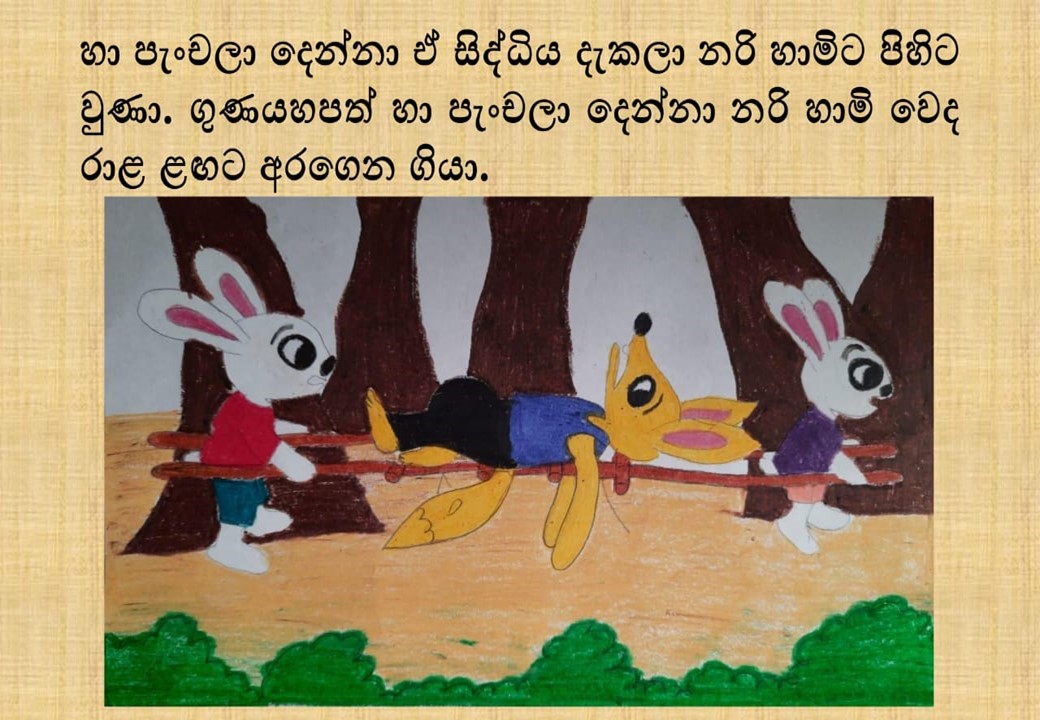 හා පැංචලා දෙන්නා ඒ සිද්ධිය දැකලා නරි හාමිට පිහිට
වුණා. ගුණයහපත් හා පැංචලා දෙන්නා නරි හාමි වෙද
රාළ ළඟට අරගෙන ගියා.